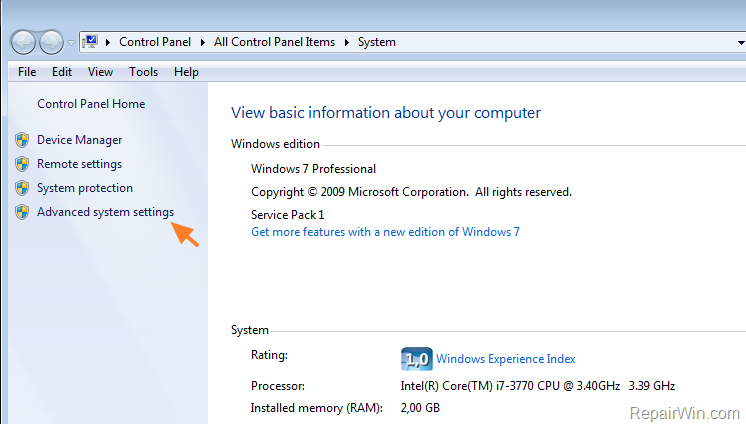 Control Panel All Control Panel Items System
File Edit View Tools Help
Control Panel Home
Device Manager
Remote settings
System protection
Advanced system settings
View basic information about your computer
Windows edition
Windows 7 Professional
Copyright © 2009 Microsoft Corporation. All rights reserved.
Service Pack 1
Get more features with a new edition of Windows 7
System
Rating: 1,0 Windows Experience Index
Processor: Intel(R) Core(TM) i7-3770 CPU @ 3.40GHz 3.39 GHz
Installed memory (RAM): 2,00 GB
RepairWin.com